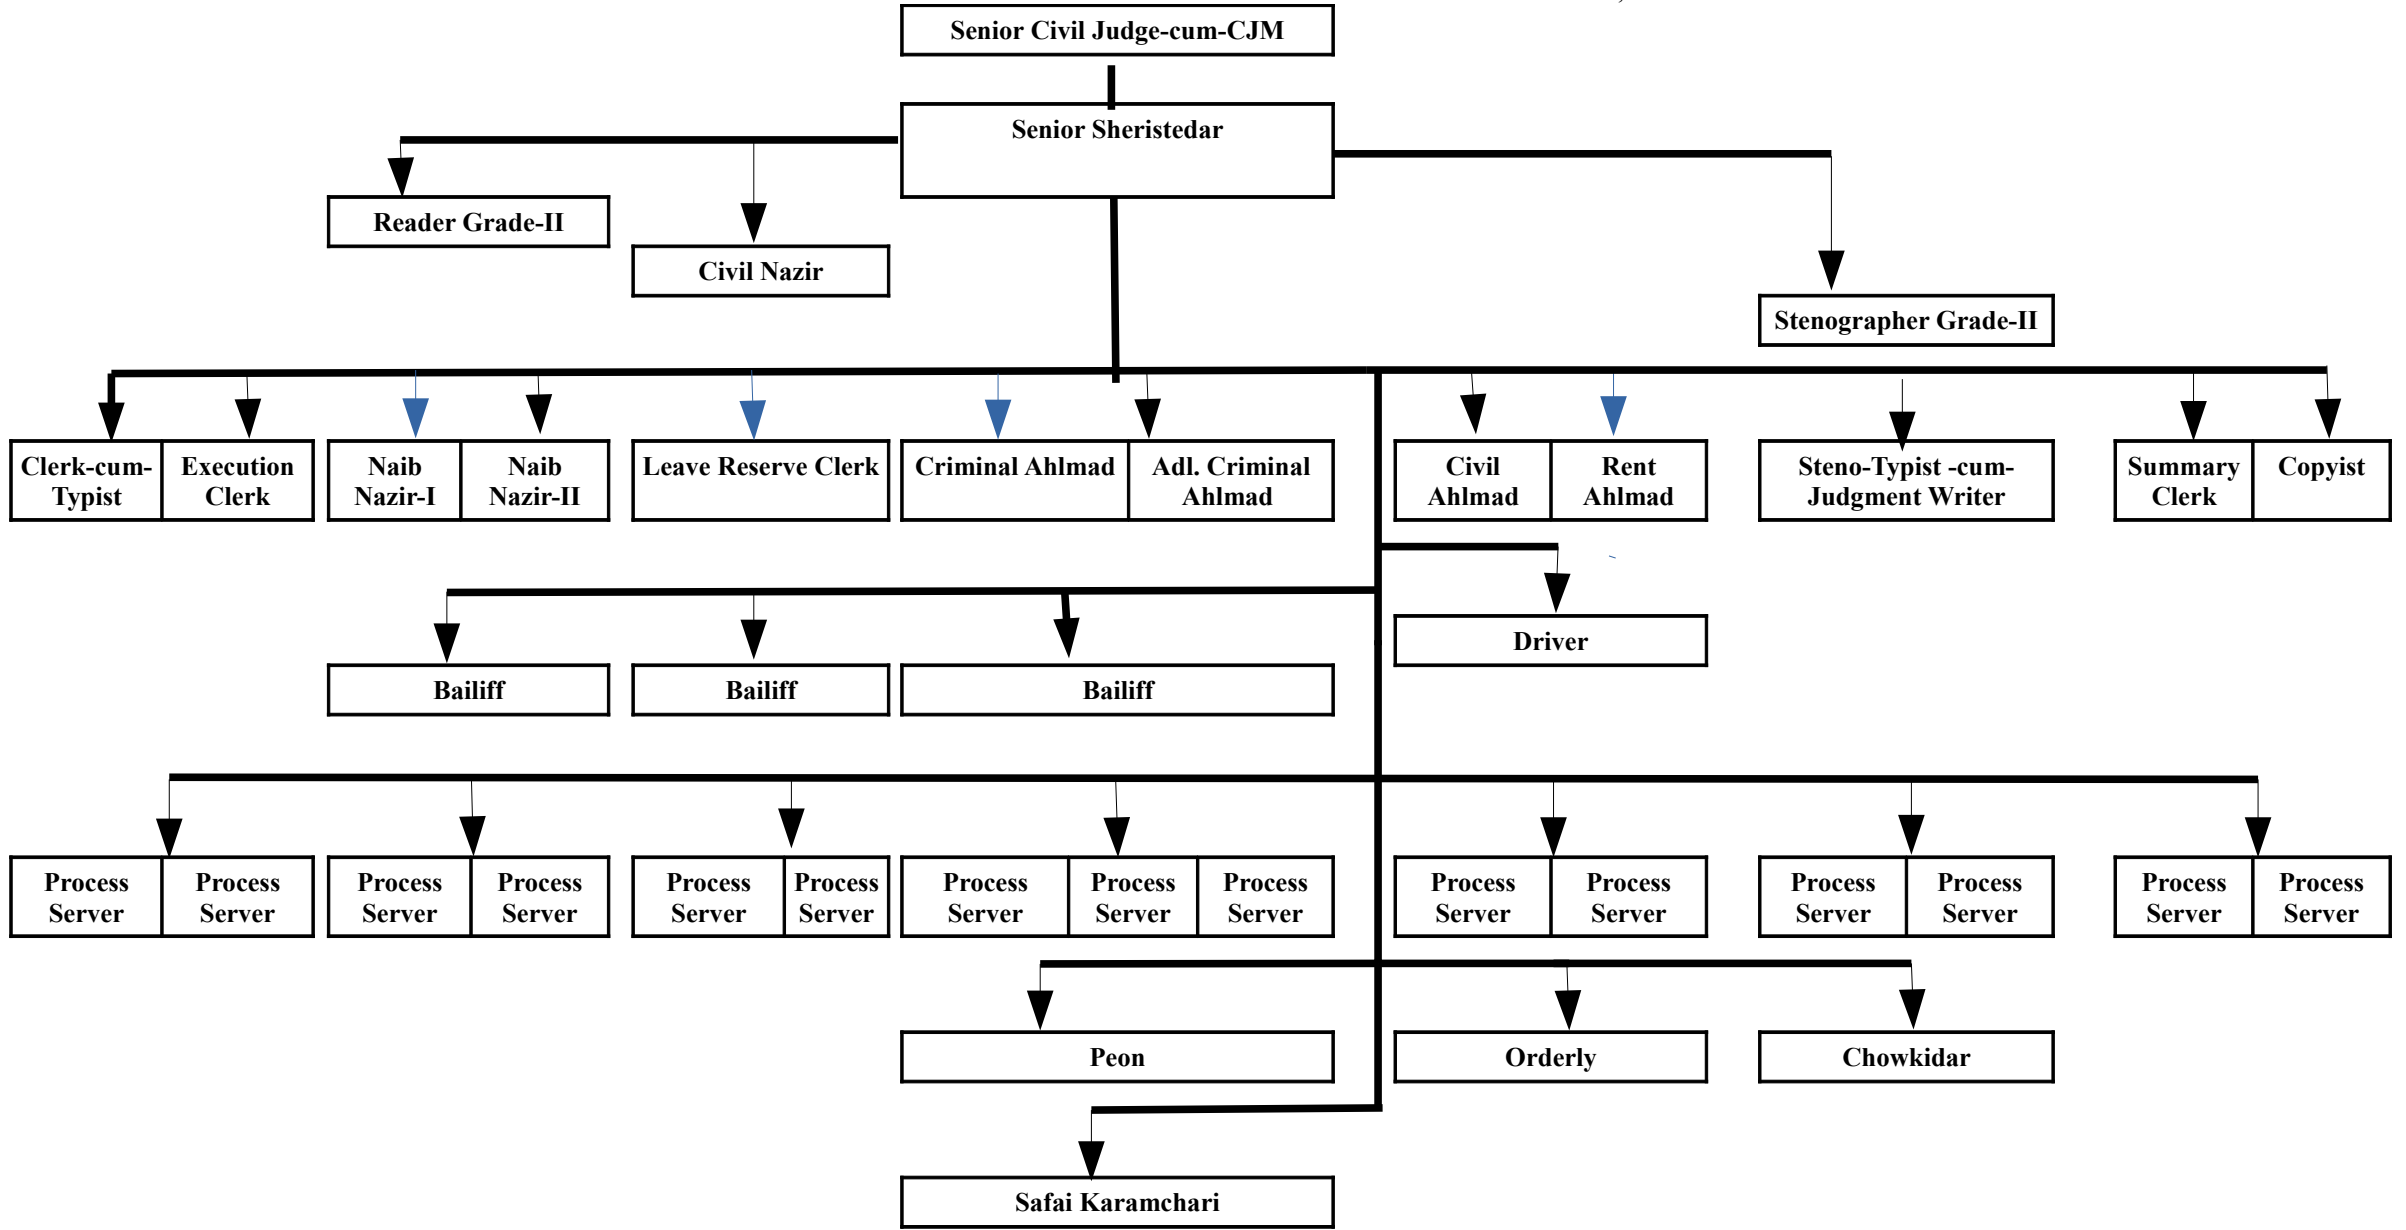 Senior Civil Judge-cum-CJM
Senior Sheristedar
Reader Grade-II
Civil Nazir
Stenographer Grade-II
Clerk-cum-
Typist
Execution
Clerk
Naib
Nazir-I
Naib
Nazir-II
Leave Reserve Clerk
Criminal Ahlmad
Adl. Criminal
Ahlmad
Civil
Ahlmad
Rent
Ahlmad
Steno-Typist -cum-
Judgment Writer
Summary
Clerk
Copyist
Driver
Bailiff
Bailiff
Bailiff
Process
Server
Process
Server
Process
Server
Process
Server
Process
Server
Process
Server
Process
Server
Process
Server
Process
Server
Process
Server
Process
Server
Process
Server
Process
Server
Process
Server
Process
Server
Peon
Orderly
Chowkidar
Safai Karamchari